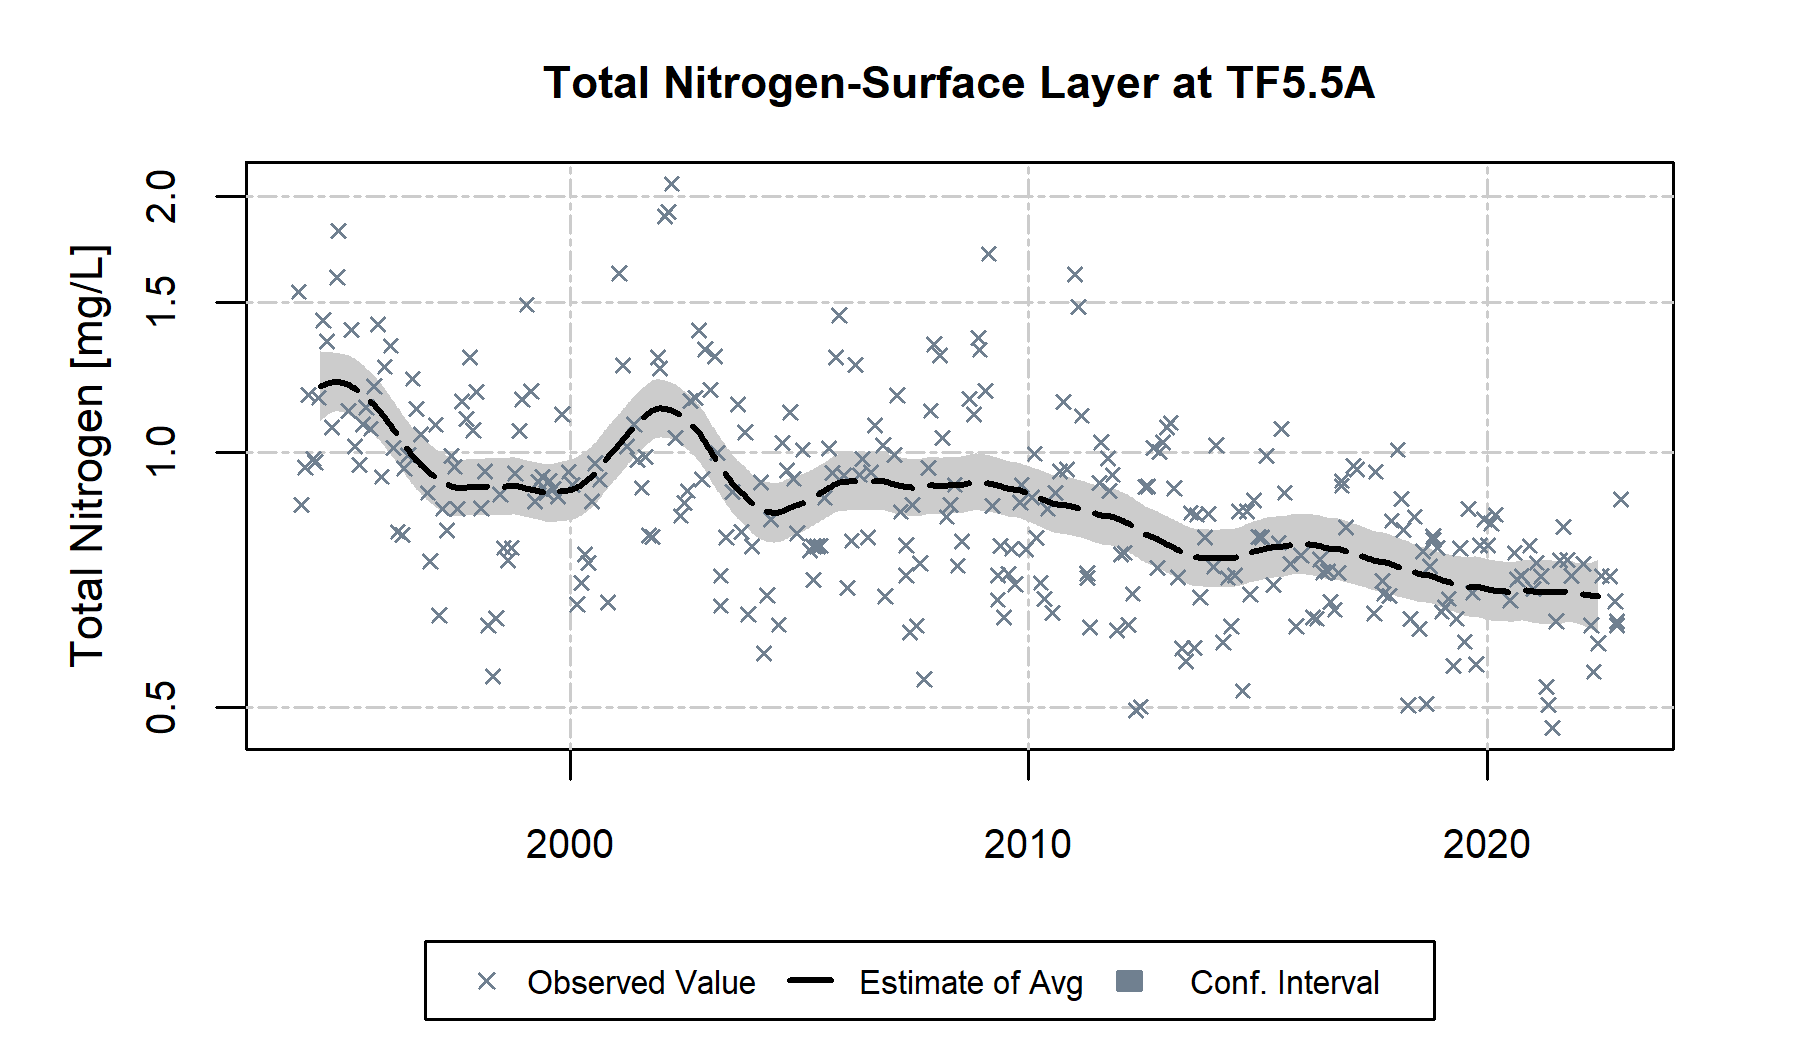 Total Nitrogen-Surface Layer at TF5.5A
Total Nitrogen [mg/L]
2.0
1.5
1.0
0.5
2000 2010 2020
Observed Value Estimate of Avg Conf. Interval